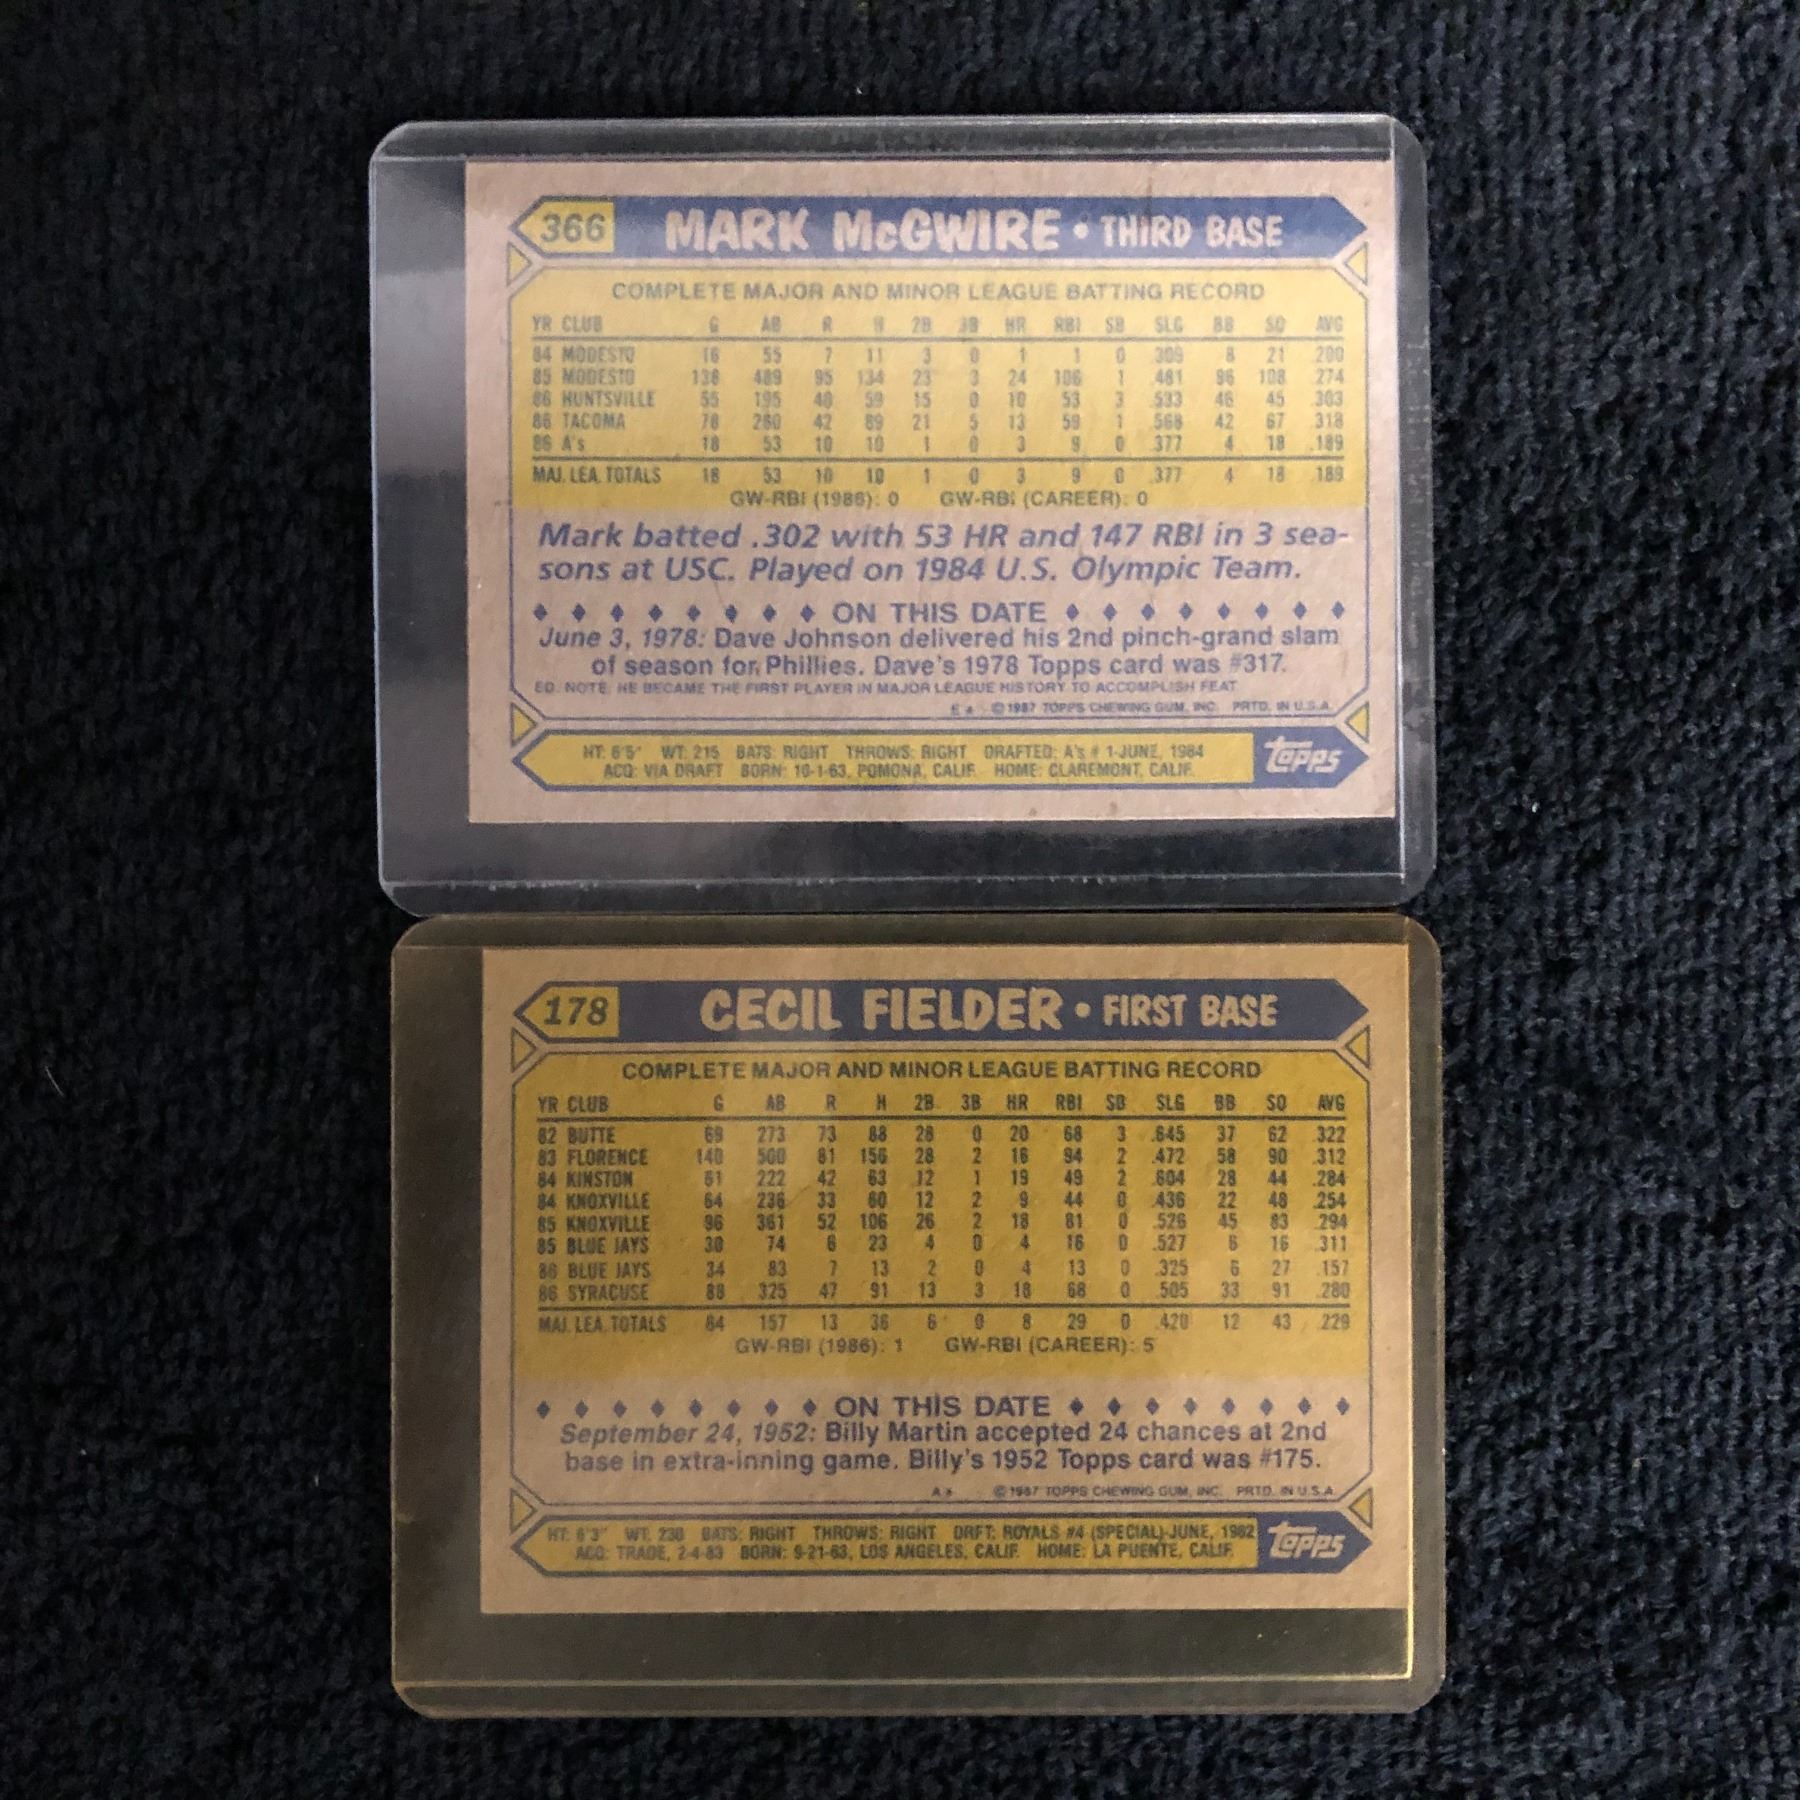 366 MARK McGWIRE • THIRD BASE
COMPLETE MAJOR AND MINOR LEAGUE BATTING RECORD
YR CLUB G AB R H 2B 3B HR RBI SB SLG BB SO AVG
84 MODESTO 16 55 7 11 3 0 1 1 0 .309 8 21 .200
85 MODESTO 138 489 95 134 23 3 24 106 1 .481 96 108 .274
86 HUNTSVILLE 55 195 40 59 15 0 10 53 3 .533 46 45 .303
86 TACOMA 78 280 42 89 21 5 13 59 1 .568 42 67 .318
86 A's 18 53 10 10 1 0 3 9 0 .377 4 18 .189
MAJ. LEA. TOTALS 18 53 10 10 1 0 3 9 0 .377 4 18 .189
GW-RBI (1986): 0 GW-RBI (CAREER): 0
Mark batted .302 with 53 HR and 147 RBI in 3 sea-
sons at USC. Played on 1984 U.S. Olympic Team.
ON THIS DATE
June 3, 1978: Dave Johnson delivered his 2nd pinch-grand slam
of season for Phillies. Dave's 1978 Topps card was #317.
ED. NOTE: HE BECAME THE FIRST PLAYER IN MAJOR LEAGUE HISTORY TO ACCOMPLISH FEAT
E* ©1987 TOPPS CHEWING GUM, INC. PRTD. IN U.S.A.
HT: 6'5" WT: 215 BATS: RIGHT THROWS: RIGHT DRAFTED: A's #1-JUNE, 1984
ACQ: VIA DRAFT BORN: 10-1-63, POMONA, CALIF. HOME: CLAREMONT, CALIF.
topps
178 CECIL FIELDER • FIRST BASE
COMPLETE MAJOR AND MINOR LEAGUE BATTING RECORD
YR CLUB G AB R H 2B 3B HR RBI SB SLG BB SO AVG
82 BUTTE 69 273 73 88 28 0 20 68 3 .645 37 62 .322
83 FLORENCE 140 500 81 156 28 2 16 94 2 .472 58 90 .312
84 KINSTON 61 222 42 63 12 1 19 49 2 .604 28 44 .284
84 KNOXVILLE 64 236 33 60 12 2 9 44 0 .436 22 48 .254
85 KNOXVILLE 96 361 52 106 26 2 18 81 0 .526 45 83 .294
85 BLUE JAYS 30 74 6 23 4 0 4 16 0 .527 6 16 .311
86 BLUE JAYS 34 83 7 13 2 0 4 13 0 .325 6 27 .157
86 SYRACUSE 88 325 47 91 13 3 18 68 0 .505 33 91 .280
MAJ. LEA. TOTALS 64 157 13 36 6 0 8 29 0 .420 12 43 .229
GW-RBI (1986): 1 GW-RBI (CAREER): 5
ON THIS DATE
September 24, 1952: Billy Martin accepted 24 chances at 2nd
base in extra-inning game. Billy's 1952 Topps card was #175.
A* ©1987 TOPPS CHEWING GUM, INC. PRTD. IN U.S.A.
HT: 6'3" WT: 230 BATS: RIGHT THROWS: RIGHT DRFT: ROYALS #4 (SPECIAL)-JUNE, 1982
ACQ: TRADE, 2-4-83 BORN: 9-21-63, LOS ANGELES, CALIF. HOME: LA PUENTE, CALIF.
topps